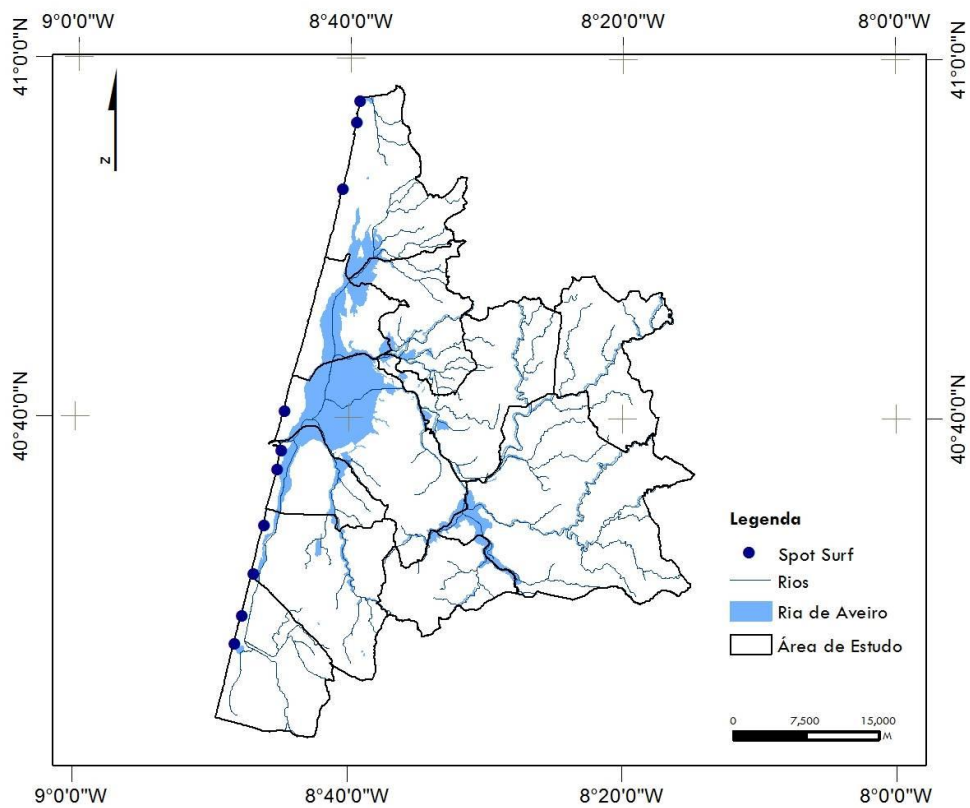 9°0'0"W 8°40'0"W 8°20'0"W 8°0'0"W
41°0'0"N 41°0'0"N
z
40°40'0"N 40°40'0"N
Legenda
Spot Surf
Rios
Ria de Aveiro
Área de Estudo
0 7,500 15,000
M
9°0'0"W 8°40'0"W 8°20'0"W 8°0'0"W